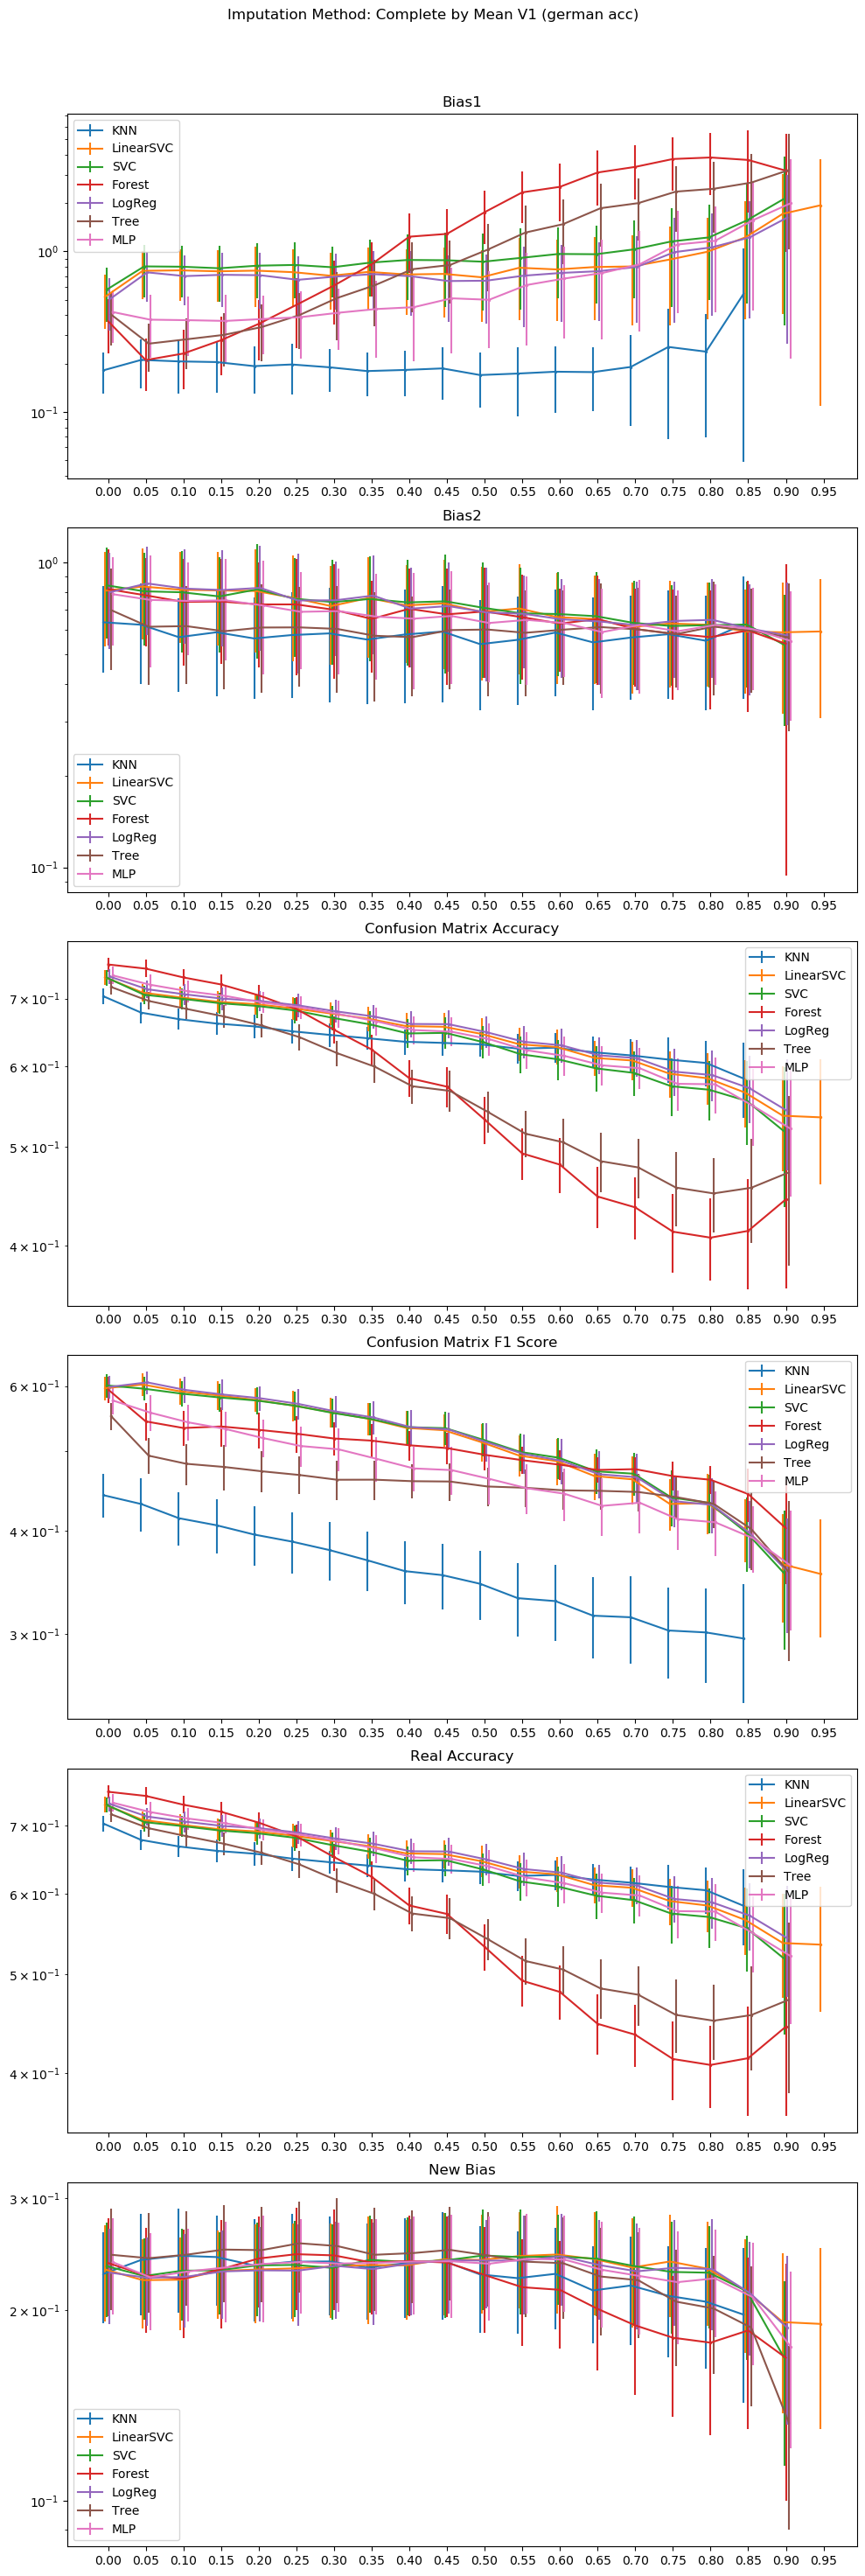 Imputation Method: Complete by Mean V1 (german acc)
Bias1
KNN
LinearSVC
SVC
Forest
LogReg
Tree
MLP
10⁰
10⁻¹
0.00 0.05 0.10 0.15 0.20 0.25 0.30 0.35 0.40 0.45 0.50 0.55 0.60 0.65 0.70 0.75 0.80 0.85 0.90 0.95
Bias2
10⁰
KNN
LinearSVC
SVC
Forest
LogReg
Tree
MLP
10⁻¹
0.00 0.05 0.10 0.15 0.20 0.25 0.30 0.35 0.40 0.45 0.50 0.55 0.60 0.65 0.70 0.75 0.80 0.85 0.90 0.95
Confusion Matrix Accuracy
KNN
LinearSVC
SVC
Forest
LogReg
Tree
MLP
7 × 10⁻¹
6 × 10⁻¹
5 × 10⁻¹
4 × 10⁻¹
0.00 0.05 0.10 0.15 0.20 0.25 0.30 0.35 0.40 0.45 0.50 0.55 0.60 0.65 0.70 0.75 0.80 0.85 0.90 0.95
Confusion Matrix F1 Score
KNN
LinearSVC
SVC
Forest
LogReg
Tree
MLP
6 × 10⁻¹
4 × 10⁻¹
3 × 10⁻¹
0.00 0.05 0.10 0.15 0.20 0.25 0.30 0.35 0.40 0.45 0.50 0.55 0.60 0.65 0.70 0.75 0.80 0.85 0.90 0.95
Real Accuracy
KNN
LinearSVC
SVC
Forest
LogReg
Tree
MLP
7 × 10⁻¹
6 × 10⁻¹
5 × 10⁻¹
4 × 10⁻¹
0.00 0.05 0.10 0.15 0.20 0.25 0.30 0.35 0.40 0.45 0.50 0.55 0.60 0.65 0.70 0.75 0.80 0.85 0.90 0.95
New Bias
3 × 10⁻¹
2 × 10⁻¹
KNN
LinearSVC
SVC
Forest
LogReg
Tree
MLP
10⁻¹
0.00 0.05 0.10 0.15 0.20 0.25 0.30 0.35 0.40 0.45 0.50 0.55 0.60 0.65 0.70 0.75 0.80 0.85 0.90 0.95